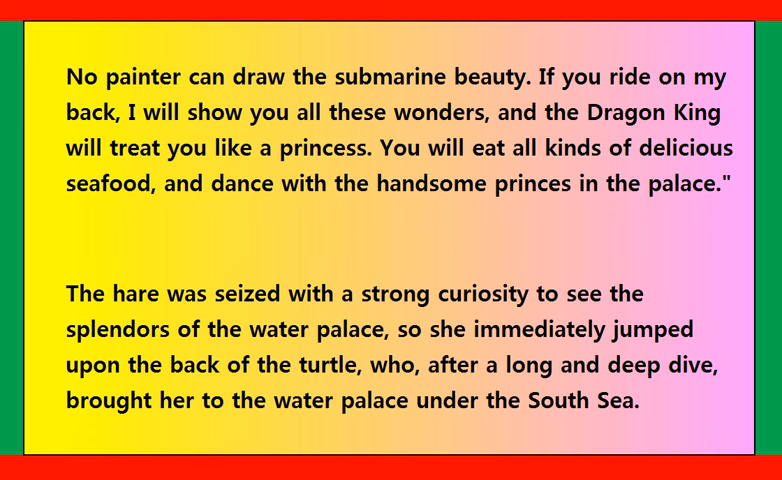 No painter can draw the submarine beauty. If you ride on my
back, I will show you all these wonders, and the Dragon King
will treat you like a princess. You will eat all kinds of delicious
seafood, and dance with the handsome princes in the palace."
The hare was seized with a strong curiosity to see the
splendors of the water palace, so she immediately jumped
upon the back of the turtle, who, after a long and deep dive,
brought her to the water palace under the South Sea.